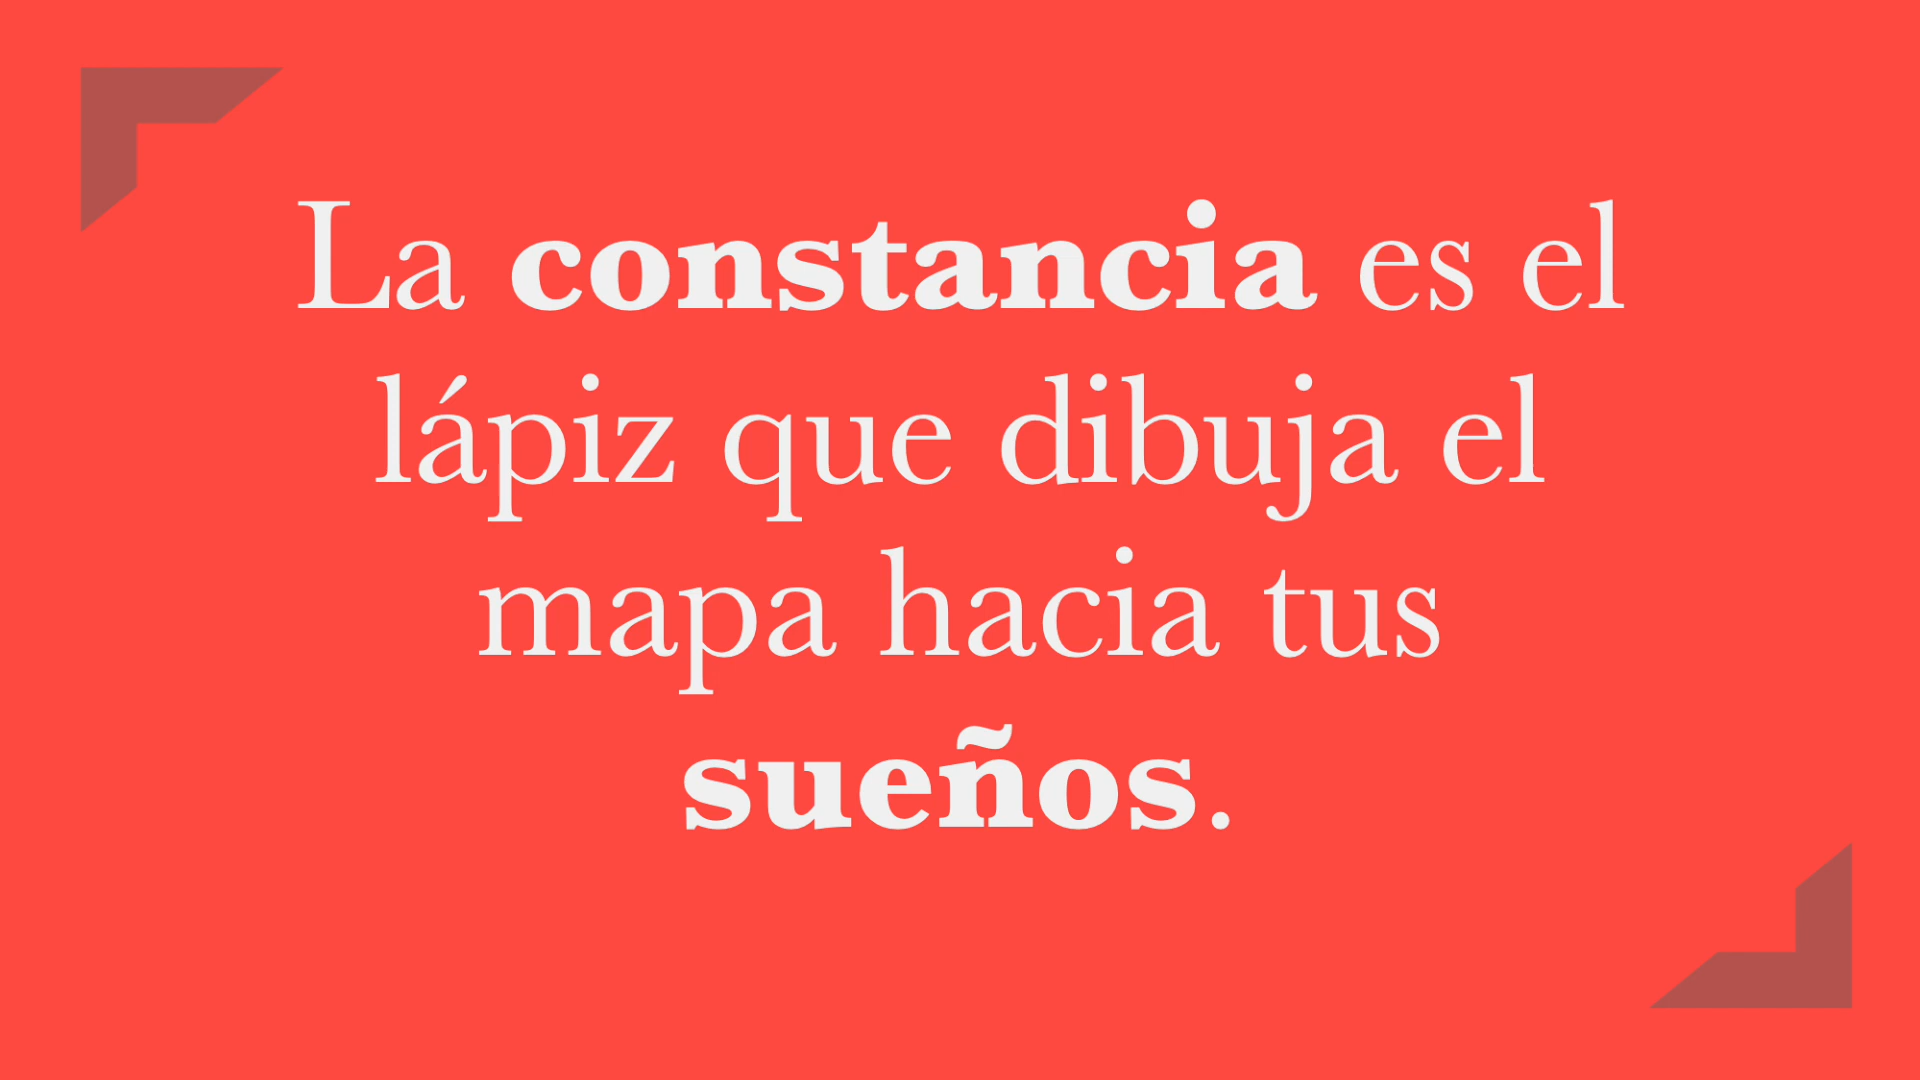 La constancia es el
lápiz que dibuja el
mapa hacia tus
sueños.